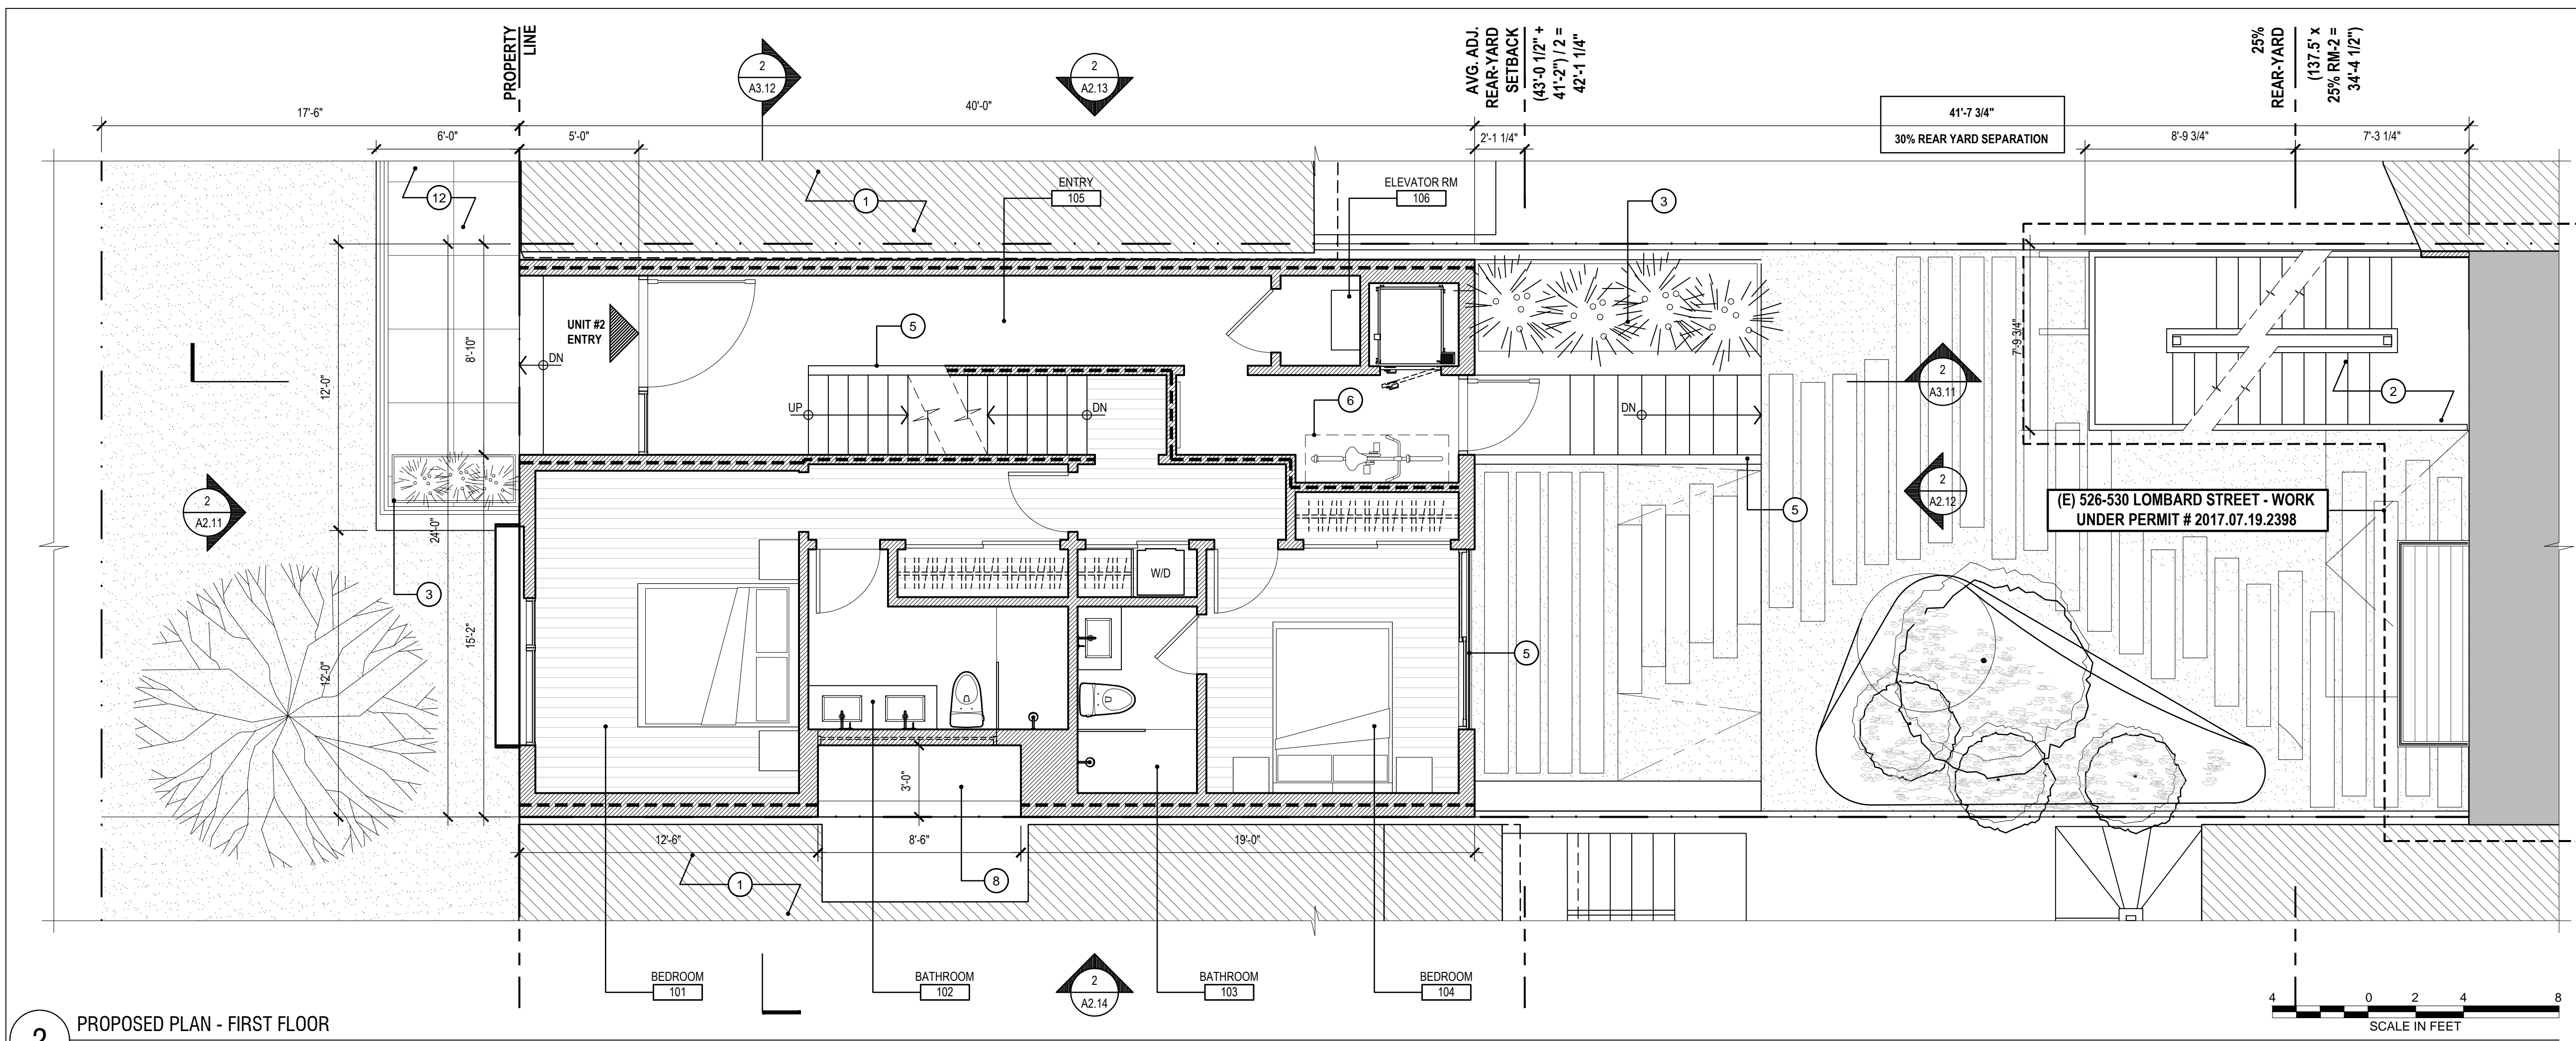 PROPERTY
LINE
2
A3.12
2
A2.13
AVG. ADJ.
REAR-YARD
SETBACK
(43'-0 1/2" +
41'-2") / 2 =
42'-1 1/4"
25%
REAR-YARD
(137.5' x
25% RM-2 =
34'-4 1/2")
17'-6"
40'-0"
41'-7 3/4"
30% REAR YARD SEPARATION
6'-0"
5'-0"
2'-1 1/4"
8'-9 3/4"
7'-3 1/4"
12
1
ENTRY
105
ELEVATOR RM
106
3
UNIT #2
ENTRY
DN
5
UP
DN
6
DN
7'-9 3/4"
2
A3.11
2
12'-0"
8'-10"
2
A2.11
24'-0"
3
15'-2"
12'-0"
W/D
5
5
2
A2.12
(E) 526-530 LOMBARD STREET - WORK
UNDER PERMIT # 2017.07.19.2398
3'-0"
12'-6"
8'-6"
19'-0"
1
8
BEDROOM
101
BATHROOM
102
2
A2.14
BATHROOM
103
BEDROOM
104
4 0 2 4 8
SCALE IN FEET
2
PROPOSED PLAN - FIRST FLOOR